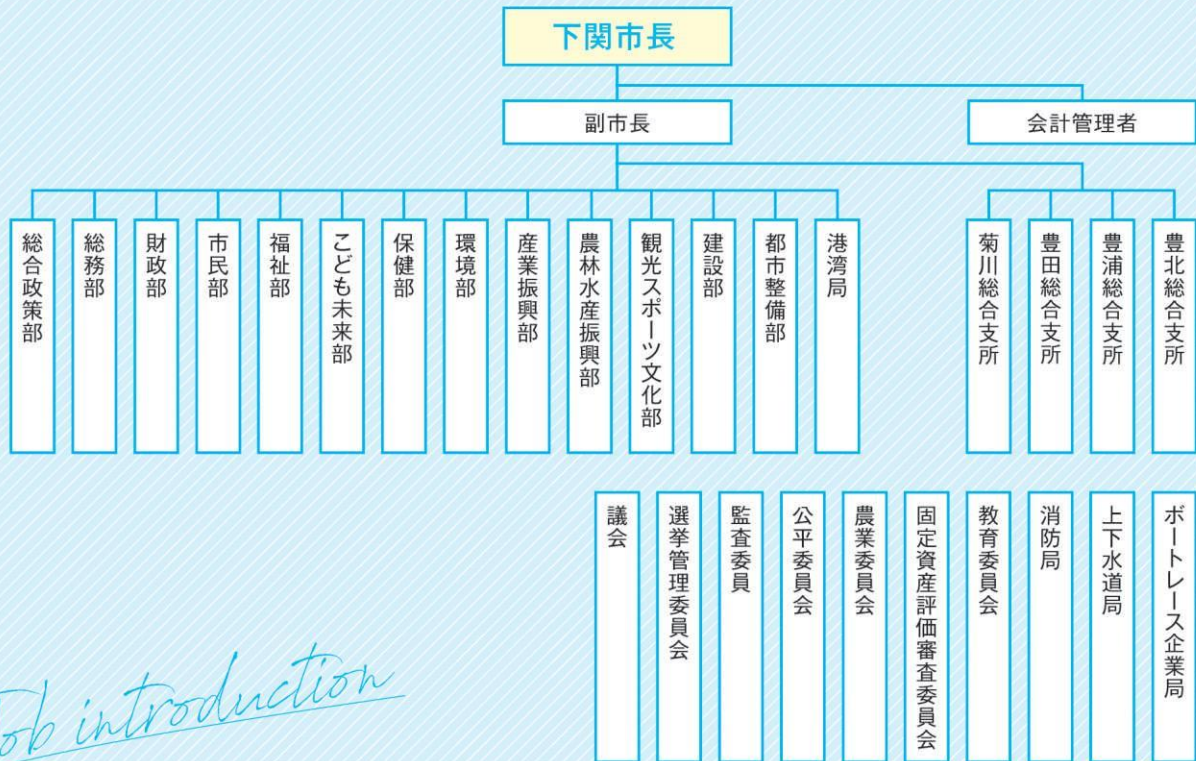 下関市長
副市長
会計管理者
総合政策部
総務部
財政部
市民部
福祉部
こども未来部
保健部
環境部
産業振興部
農林水産振興部
観光スポーツ文化部
建設部
都市整備部
港湾局
菊川総合支所
豊田総合支所
豊浦総合支所
豊北総合支所
議会
選挙管理委員会
監査委員
公平委員会
農業委員会
固定資産評価審査委員会
教育委員会
消防局
上下水道局
ボートレース企業局
Job introduction